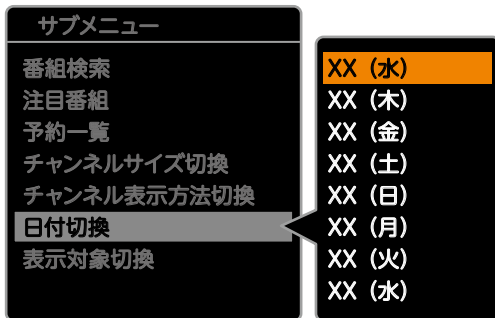 サブメニュー
番組検索
注目番組
予約一覧
チャンネルサイズ切換
チャンネル表示方法切換
日付切換
表示対象切換
XX（水）
XX（木）
XX（金）
XX（土）
XX（日）
XX（月）
XX（火）
XX（水）